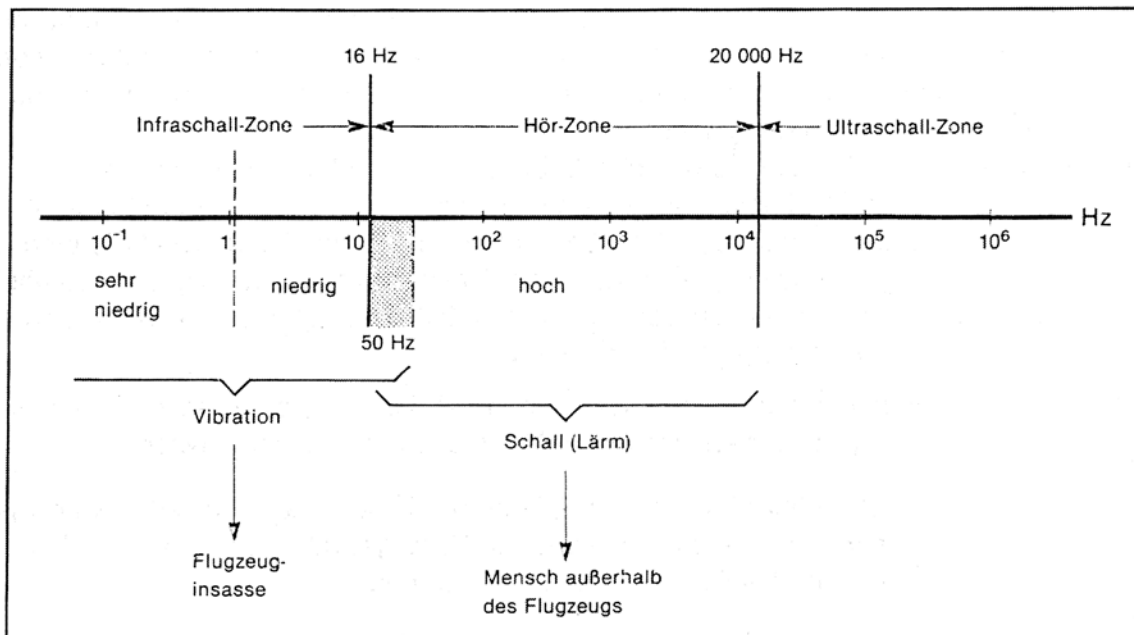 16 Hz
20 000 Hz
Infraschall-Zone
Hör-Zone
Ultraschall-Zone
Hz
10⁻¹
1
10
10²
10³
10⁴
10⁵
10⁶
sehr
niedrig
niedrig
hoch
50 Hz
Vibration
Schall (Lärm)
Flugzeug-
insasse
Mensch außerhalb
des Flugzeugs